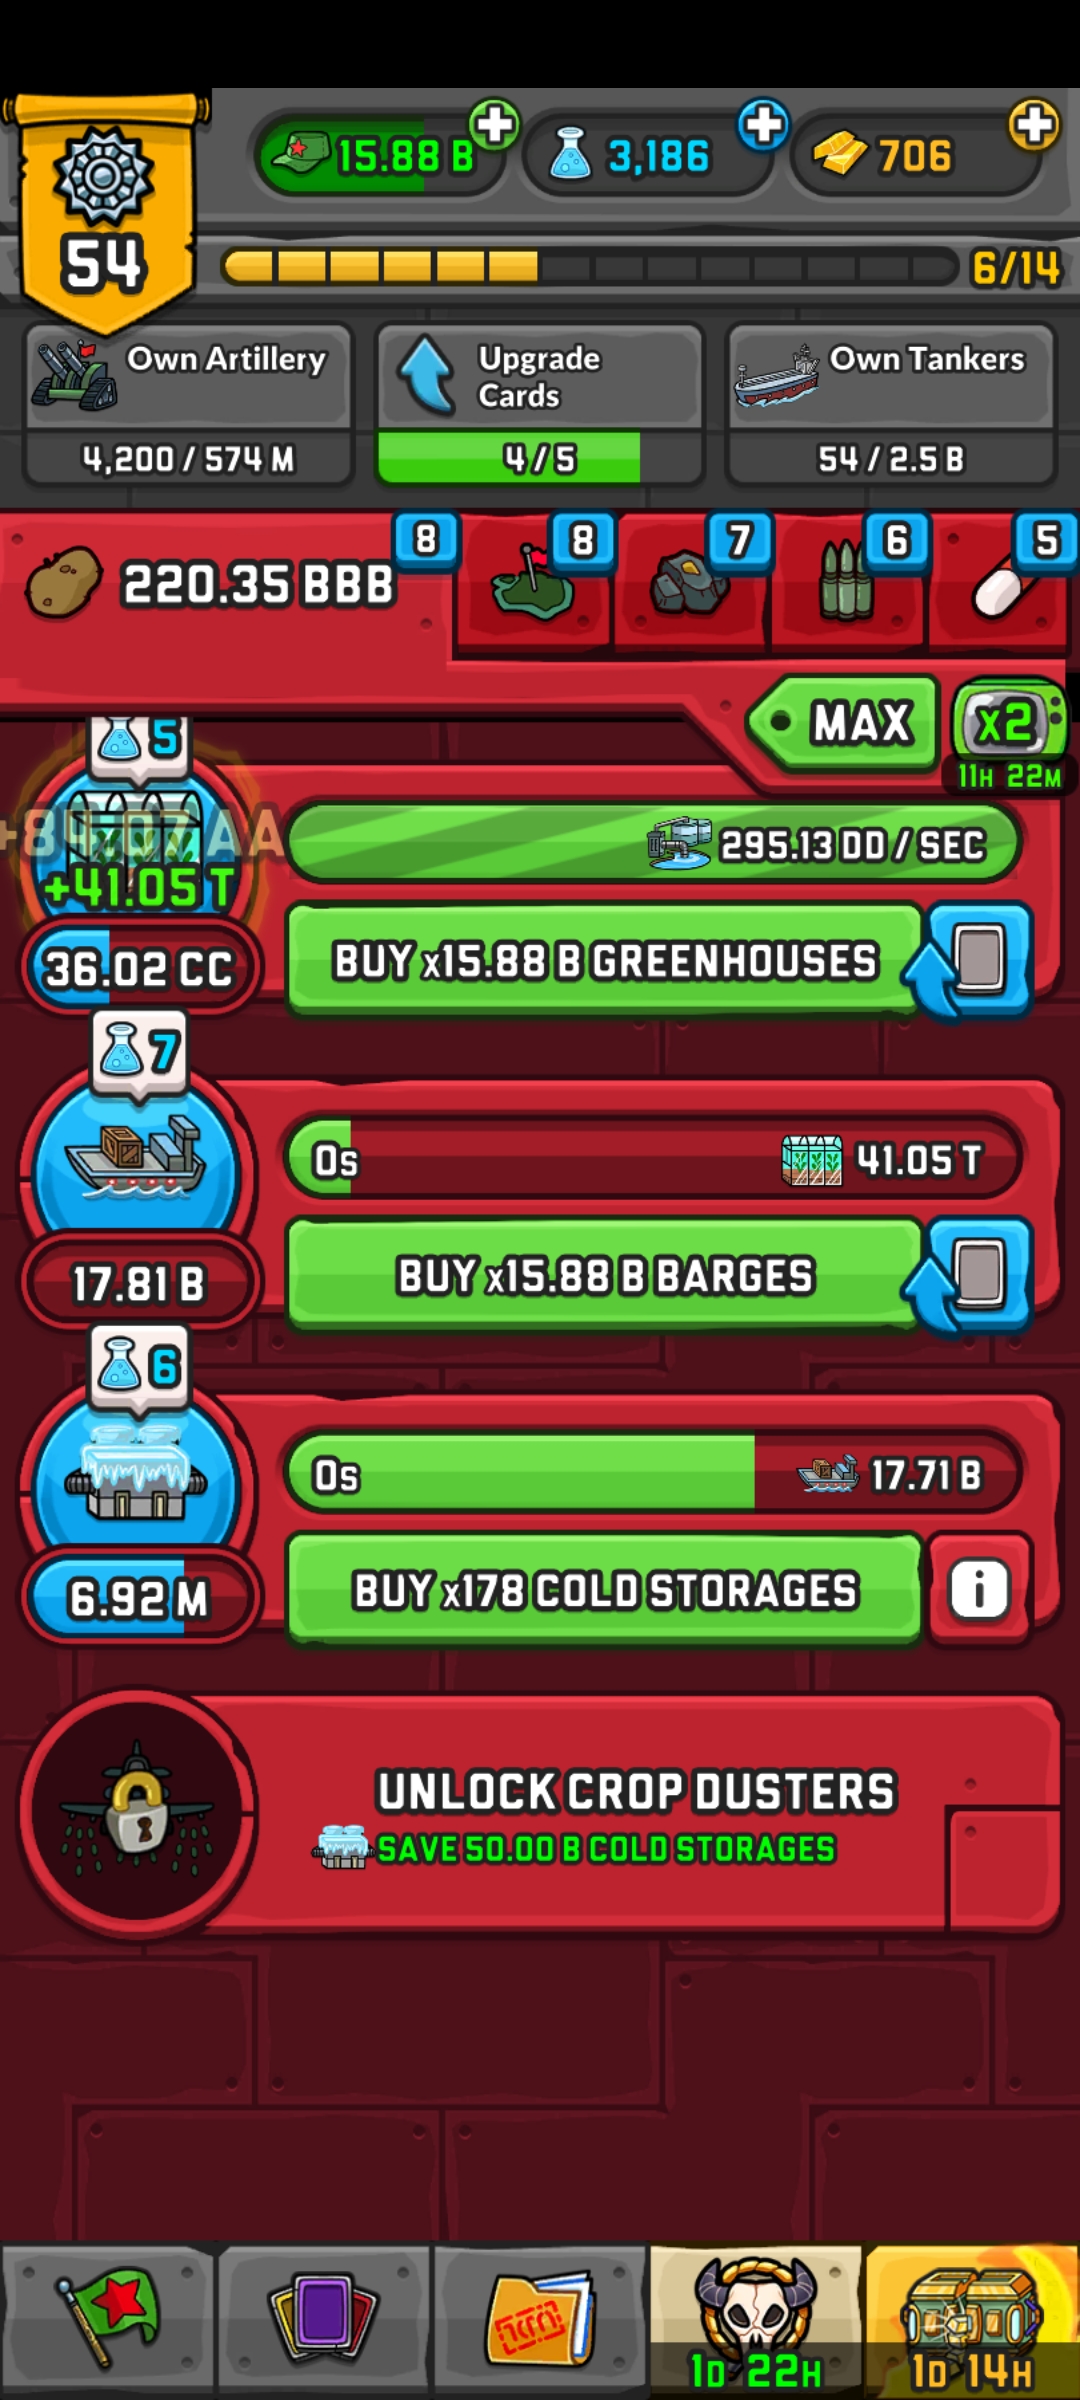 15.88 B
3,186
706
54
6/14
Own Artillery
4,200 / 574 M
Upgrade
Cards
4 / 5
Own Tankers
54 / 2.5 B
220.35 BBB
8
8
7
6
5
MAX
x2
11H 22M
5
+41.05 T
295.13 DD / SEC
36.02 CC
BUY x15.88 B GREENHOUSES
7
0s
41.05 T
17.81 B
BUY x15.88 B BARGES
6
0s
17.71 B
6.92 M
BUY x178 COLD STORAGES
i
UNLOCK CROP DUSTERS
SAVE 50.00 B COLD STORAGES
1D 22H
1D 14H